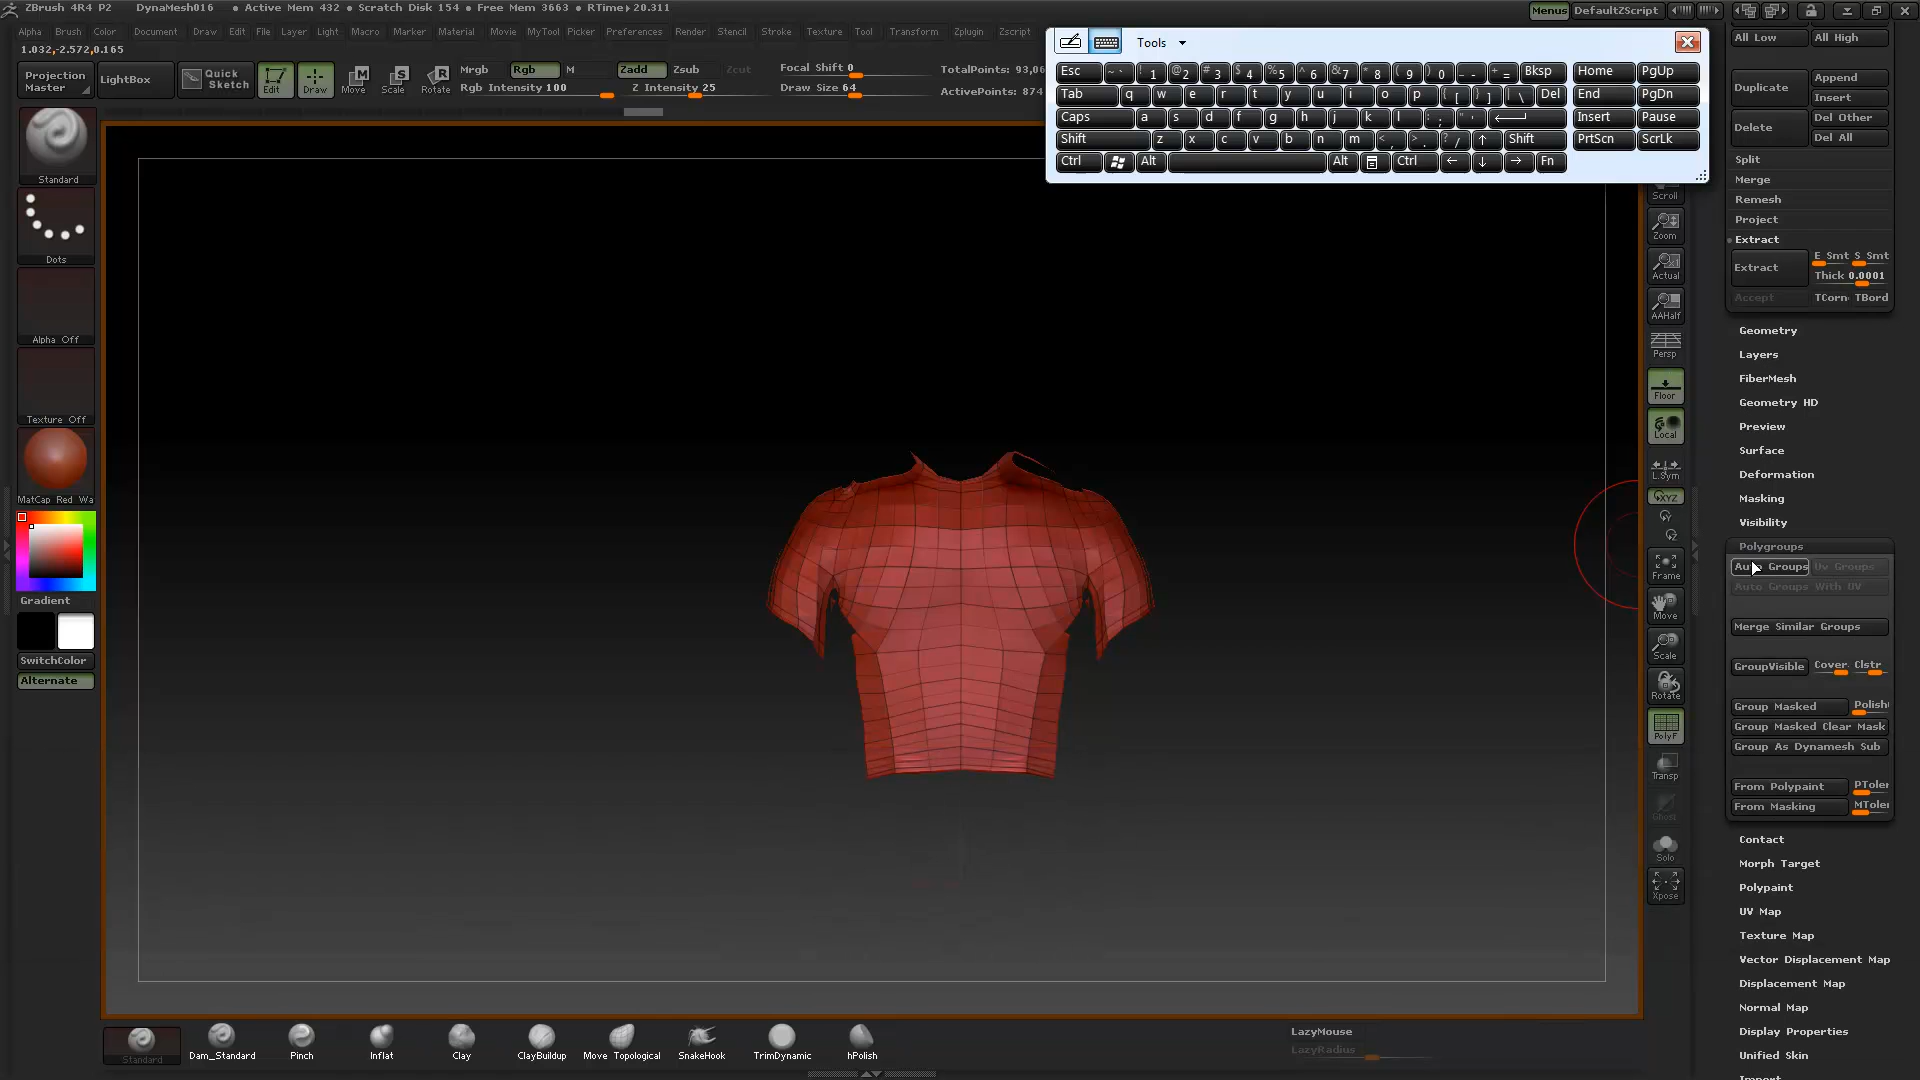 ZBrush 4R4 P2 DynaMesh016 • Active Mem 432 • Scratch Disk 154 • Free Mem 3663 • RTime▸20.311 Menus DefaultZScript
Alpha Brush Color Document Draw Edit File Layer Light Macro Marker Material Movie MyTool Picker Preferences Render Stencil Stroke Texture Tool Transform Zplugin Zscript
1.032,-2.572,0.165
Projection Master
LightBox
Quick Sketch
Edit
Draw
Move
Scale
Rotate
Mrgb Rgb M
Rgb Intensity 100
Zadd Zsub Zcut
Z Intensity 25
Focal Shift 0
Draw Size 64
TotalPoints: 93,06
ActivePoints: 874
Tools
Esc ~ ` ! 1 @ 2 # 3 $ 4 % 5 ^ 6 & 7 * 8 ( 9 ) 0 _ - + = Bksp Home PgUp
Tab q w e r t y u i o p { [ } ] | \ Del End PgDn
Caps a s d f g h j k l : ; " ' Insert Pause
Shift z x c v b n m < , > . ? / ↑ Shift PrtScn ScrLk
Ctrl Alt Alt Ctrl ← ↓ → Fn
Standard
Dots
Alpha Off
Texture Off
MatCap Red Wa
Gradient
SwitchColor
Alternate
Scroll
Zoom
Actual
AAHalf
Persp
Floor
Local
L.Sym
XYZ
Frame
Move
Scale
Rotate
PolyF
Transp
Ghost
Solo
Xpose
All Low All High
Duplicate
Append
Insert
Delete
Del Other
Del All
Split
Merge
Remesh
Project
Extract
Extract
E Smt S Smt
Thick 0.0001
Accept TCorn TBord
Geometry
Layers
FiberMesh
Geometry HD
Preview
Surface
Deformation
Masking
Visibility
Polygroups
Auto Groups Uv Groups
Auto Groups With UV
Merge Similar Groups
GroupVisible Cover Clstr
Group Masked Polish
Group Masked Clear Mask
Group As Dynamesh Sub
From Polypaint PToler
From Masking MToler
Contact
Morph Target
Polypaint
UV Map
Texture Map
Vector Displacement Map
Displacement Map
Normal Map
Display Properties
Unified Skin
Standard
Dam_Standard
Pinch
Inflat
Clay
ClayBuildup
Move Topological
SnakeHook
TrimDynamic
hPolish
LazyMouse
LazyRadius